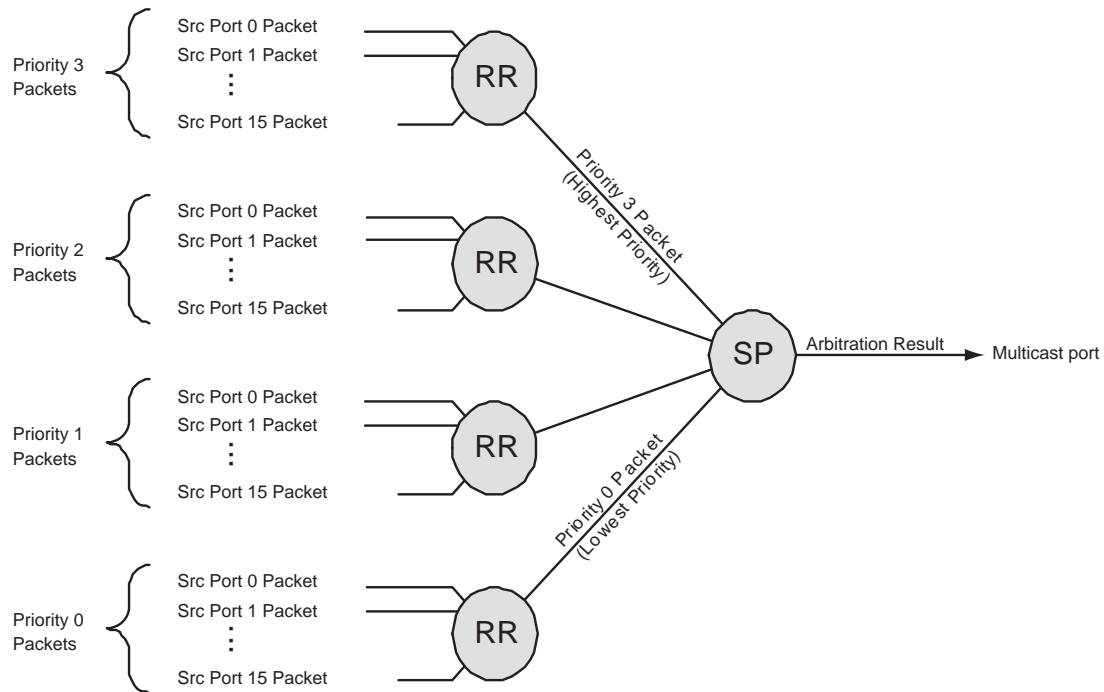 Src Port 0 Packet
Priority 3
Packets
Src Port 1 Packet
Src Port 15 Packet
RR
Priority 3 Packet
(Highest Priority)
Src Port 0 Packet
Priority 2
Packets
Src Port 1 Packet
Src Port 15 Packet
RR
SP
Arbitration Result
Multicast port
Src Port 0 Packet
Priority 1
Packets
Src Port 1 Packet
Src Port 15 Packet
RR
Priority 0 Packet
(Lowest Priority)
Src Port 0 Packet
Priority 0
Packets
Src Port 1 Packet
Src Port 15 Packet
RR